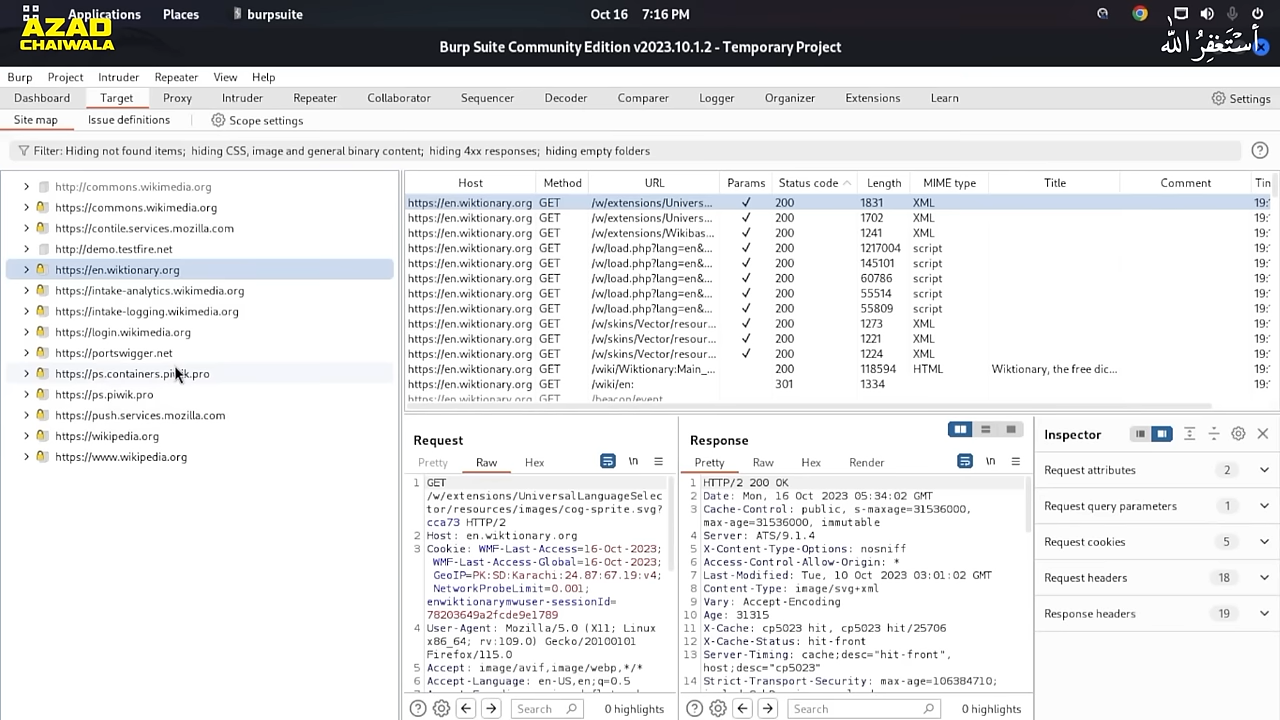 Applications Places burpsuite Oct 16 7:16 PM
AZAD
CHAIWALA
أستغفر الله
Burp Suite Community Edition v2023.10.1.2 - Temporary Project
Burp Project Intruder Repeater View Help
Dashboard Target Proxy Intruder Repeater Collaborator Sequencer Decoder Comparer Logger Organizer Extensions Learn Settings
Site map Issue definitions Scope settings
Filter: Hiding not found items; hiding CSS, image and general binary content; hiding 4xx responses; hiding empty folders
http://commons.wikimedia.org
https://commons.wikimedia.org
https://contile.services.mozilla.com
http://demo.testfire.net
https://en.wiktionary.org
https://intake-analytics.wikimedia.org
https://intake-logging.wikimedia.org
https://login.wikimedia.org
https://portswigger.net
https://ps.containers.piwik.pro
https://ps.piwik.pro
https://push.services.mozilla.com
https://wikipedia.org
https://www.wikipedia.org
Host Method URL Params Status code Length MIME type Title Comment Tin
https://en.wiktionary.org GET /w/extensions/Univers... ✓ 200 1831 XML 19:
https://en.wiktionary.org GET /w/extensions/Univers... ✓ 200 1702 XML 19:
https://en.wiktionary.org GET /w/extensions/Wikibas... ✓ 200 1241 XML 19:
https://en.wiktionary.org GET /w/load.php?lang=en&... ✓ 200 1217004 script 19:
https://en.wiktionary.org GET /w/load.php?lang=en&... ✓ 200 145101 script 19:
https://en.wiktionary.org GET /w/load.php?lang=en&... ✓ 200 60786 script 19:
https://en.wiktionary.org GET /w/load.php?lang=en&... ✓ 200 55514 script 19:
https://en.wiktionary.org GET /w/load.php?lang=en&... ✓ 200 55809 script 19:
https://en.wiktionary.org GET /w/skins/Vector/resour... ✓ 200 1273 XML 19:
https://en.wiktionary.org GET /w/skins/Vector/resour... ✓ 200 1221 XML 19:
https://en.wiktionary.org GET /w/skins/Vector/resour... ✓ 200 1224 XML 19:
https://en.wiktionary.org GET /wiki/Wiktionary:Main_... 200 118594 HTML Wiktionary, the free dic... 19:
https://en.wiktionary.org GET /wiki/en: 301 1334 19:
https://en.wiktionary.org GET /beacon/event
Request
Pretty Raw Hex \n
1 GET
/w/extensions/UniversalLanguageSelec
tor/resources/images/cog-sprite.svg?
cca73 HTTP/2
2 Host: en.wiktionary.org
3 Cookie: WMF-Last-Access=16-Oct-2023;
WMF-Last-Access-Global=16-Oct-2023;
GeoIP=PK:SD:Karachi:24.87:67.19:v4;
NetworkProbeLimit=0.001;
enwiktionarymwuser-sessionId=
78203649a2fcde9e1789
4 User-Agent: Mozilla/5.0 (X11; Linux
x86_64; rv:109.0) Gecko/20100101
Firefox/115.0
5 Accept: image/avif,image/webp,*/*
6 Accept-Language: en-US,en;q=0.5
Search 0 highlights
Response
Pretty Raw Hex Render \n
1 HTTP/2 200 OK
2 Date: Mon, 16 Oct 2023 05:34:02 GMT
3 Cache-Control: public, s-maxage=31536000,
max-age=31536000, immutable
4 Server: ATS/9.1.4
5 X-Content-Type-Options: nosniff
6 Access-Control-Allow-Origin: *
7 Last-Modified: Tue, 10 Oct 2023 03:01:02 GMT
8 Content-Type: image/svg+xml
9 Vary: Accept-Encoding
10 Age: 31315
11 X-Cache: cp5023 hit, cp5023 hit/25706
12 X-Cache-Status: hit-front
13 Server-Timing: cache;desc="hit-front",
host;desc="cp5023"
14 Strict-Transport-Security: max-age=106384710;
Search 0 highlights
Inspector
Request attributes 2
Request query parameters 1
Request cookies 5
Request headers 18
Response headers 19